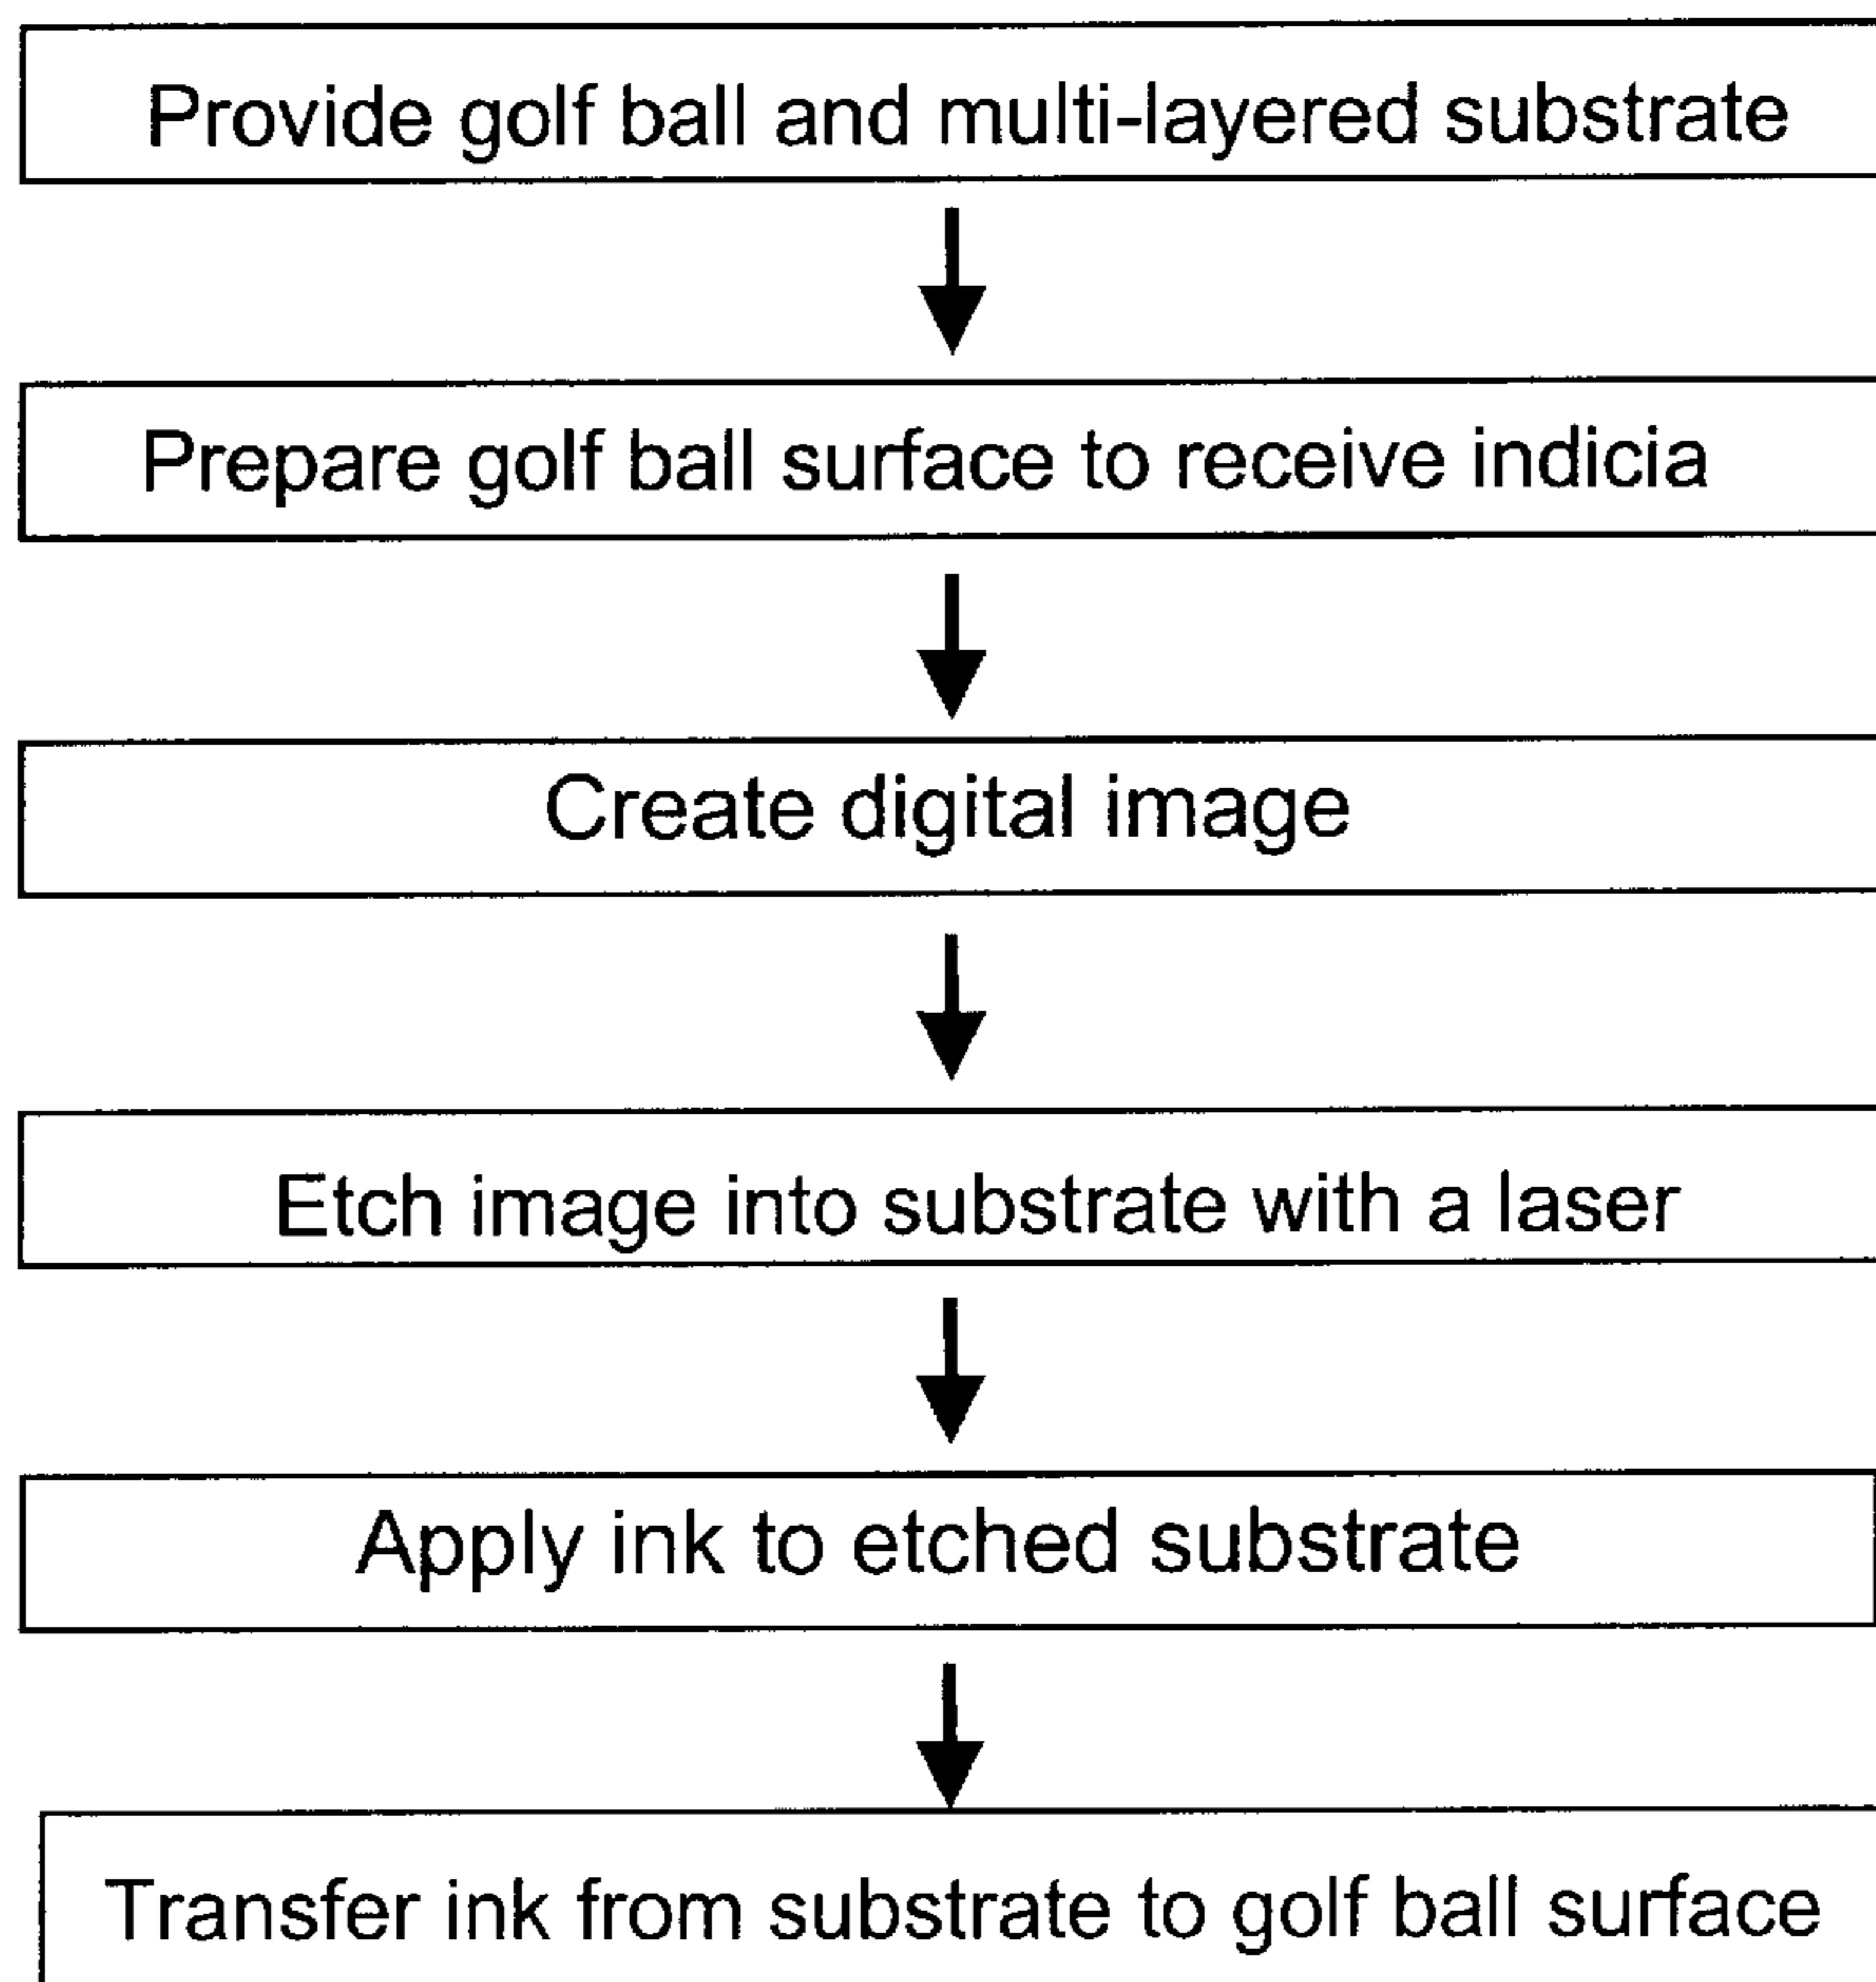 Provide golf ball and multi-layered substrate
Prepare golf ball surface to receive indicia
Create digital image
Etch image into substrate with a laser
Apply ink to etched substrate
Transfer ink from substrate to golf ball surface